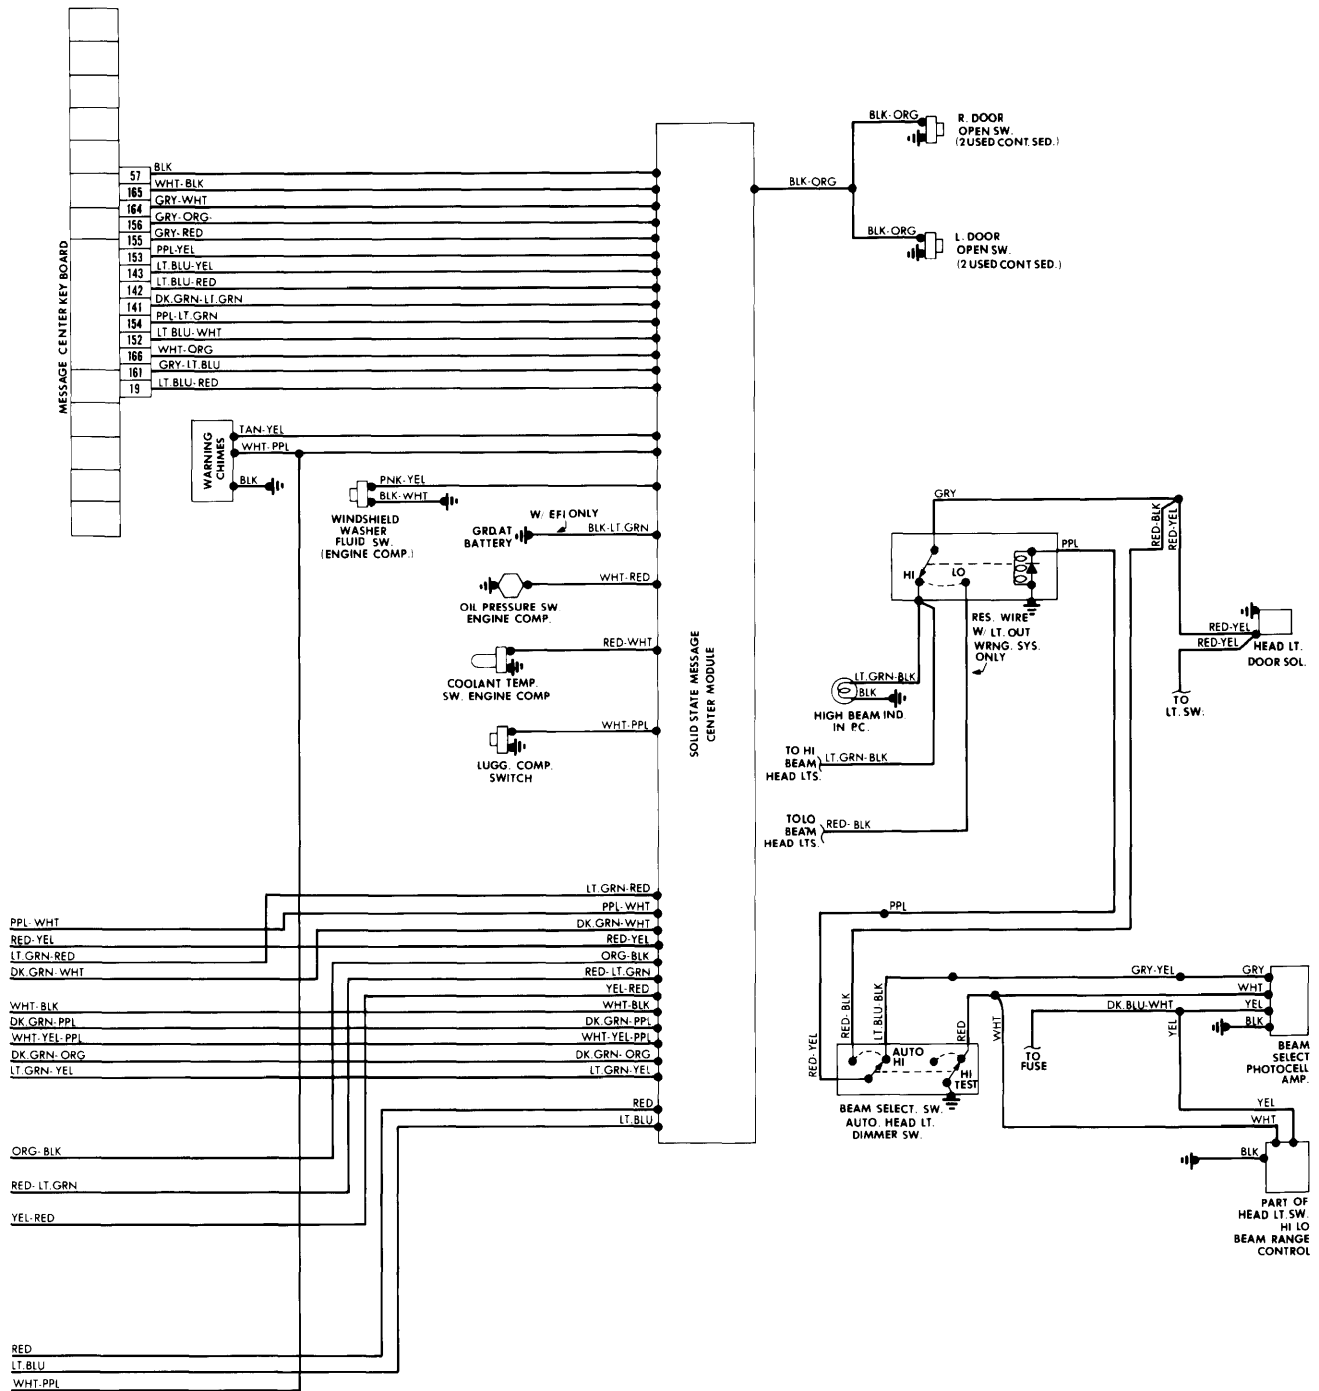 MESSAGE CENTER KEY BOARD
57 BLK
165 WHT-BLK
164 GRY-WHT
156 GRY-ORG-
155 GRY-RED
153 PPL-YEL
143 LT.BLU-YEL
142 LT.BLU-RED
141 DK.GRN-LT.GRN
154 PPL-LT.GRN
152 LT BLU-WHT
166 WHT-ORG
161 GRY-LT.BLU
19 LT.BLU-RED
WARNING
CHIMES
TAN-YEL
WHT-PPL
BLK
PNK-YEL
BLK-WHT
WINDSHIELD
WASHER
FLUID SW.
(ENGINE COMP.)
W/ EFI ONLY
GRD.AT
BATTERY
BLK-LT.GRN
WHT-RED
OIL PRESSURE SW.
ENGINE COMP.
RED-WHT
COOLANT TEMP.
SW. ENGINE COMP
WHT-PPL
LUGG. COMP.
SWITCH
SOLID STATE MESSAGE
CENTER MODULE
BLK-ORG
BLK-ORG
R. DOOR
OPEN SW.
(2 USED CONT. SED.)
BLK-ORG
L. DOOR
OPEN SW.
(2 USED CONT SED.)
GRY
RED-BLK
RED-YEL
PPL
HI
LO
RES. WIRE
W/ LT. OUT
WRNG. SYS.
ONLY
RED-YEL
RED-YEL
HEAD LT.
DOOR SOL.
TO
LT. SW.
LT.GRN-BLK
BLK
HIGH BEAM IND.
IN P.C.
TO HI
BEAM
HEAD LTS.
LT.GRN-BLK
TO LO
BEAM
HEAD LTS.
RED-BLK
LT.GRN-RED
PPL-WHT
DK.GRN-WHT
RED-YEL
ORG-BLK
RED-LT.GRN
YEL-RED
WHT-BLK
DK.GRN-PPL
WHT-YEL-PPL
DK.GRN-ORG
LT.GRN-YEL
RED
LT.BLU
PPL-WHT
RED-YEL
LT.GRN-RED
DK.GRN-WHT
WHT-BLK
DK.GRN-PPL
WHT-YEL-PPL
DK.GRN-ORG
LT.GRN-YEL
ORG-BLK
RED-LT.GRN
YEL-RED
RED
LT.BLU
WHT-PPL
PPL
RED-YEL
RED-BLK
LT.BLU-BLK
RED
WHT
AUTO
HI
HI
TEST
BEAM SELECT. SW.
AUTO. HEAD LT.
DIMMER SW.
GRY-YEL
GRY
WHT
DK.BLU-WHT
YEL
YEL
BLK
TO
FUSE
BEAM
SELECT
PHOTOCELL
AMP.
YEL
WHT
BLK
PART OF
HEAD LT.SW.
HI LO
BEAM RANGE
CONTROL